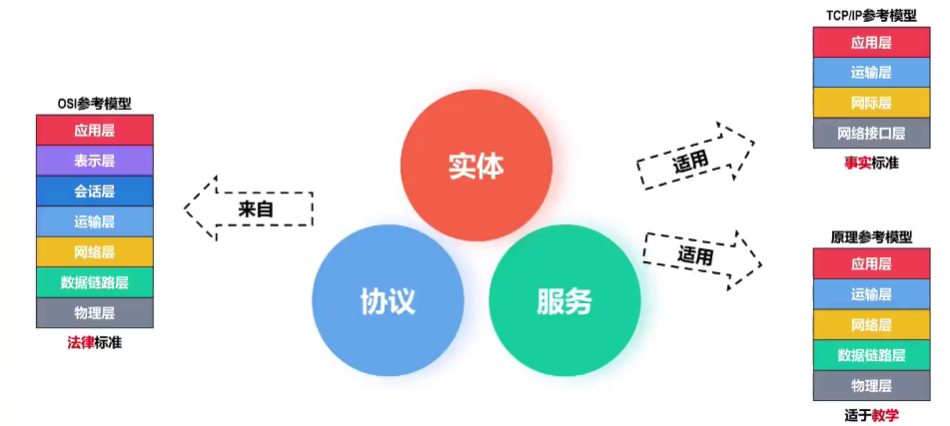 OSI参考模型
应用层
表示层
会话层
运输层
网络层
数据链路层
物理层
法律标准
来自
实体
协议
服务
适用
适用
TCP/IP参考模型
应用层
运输层
网际层
网络接口层
事实标准
原理参考模型
应用层
运输层
网络层
数据链路层
物理层
适于教学